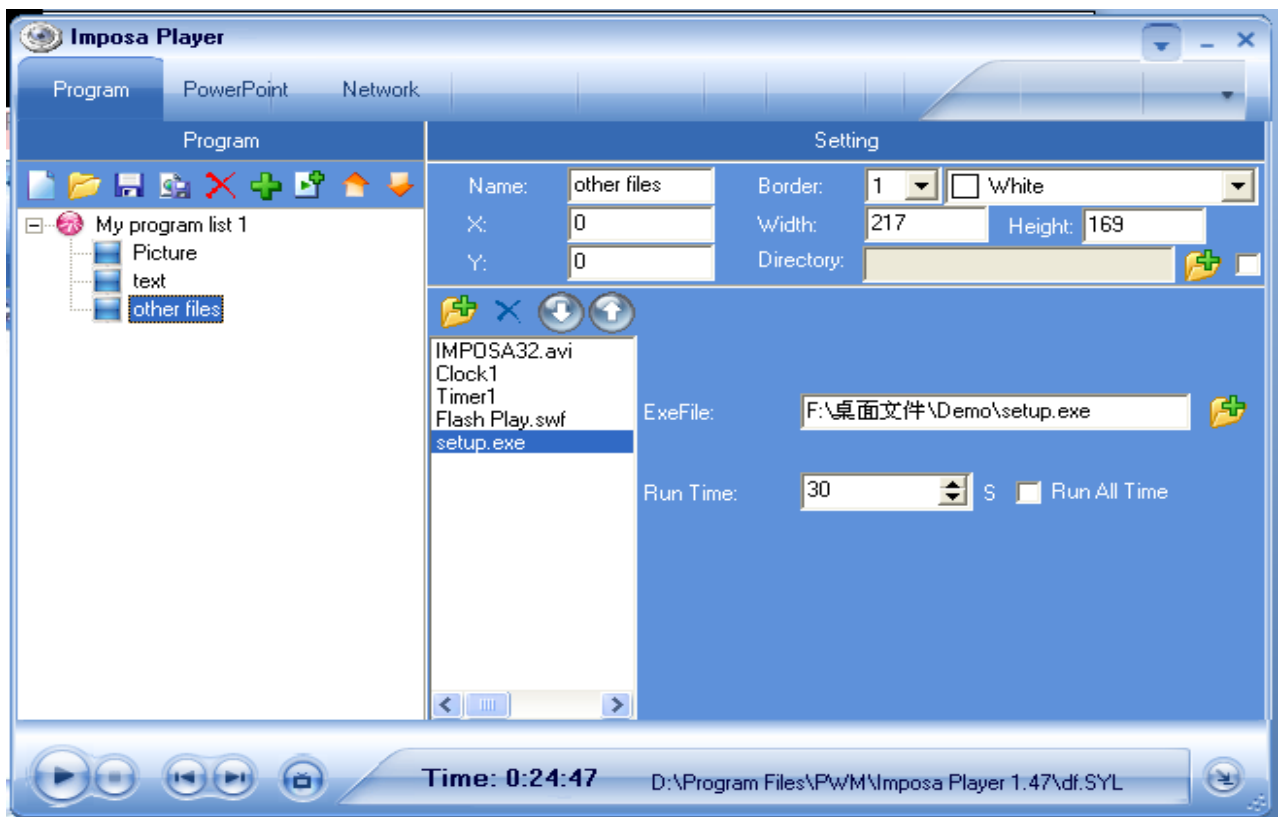 Imposa Player
Program PowerPoint Network
Program
Setting
My program list 1
Picture
text
other files
Name: other files Border: 1 White
X: 0 Width: 217 Height: 169
Y: 0 Directory:
IMPOSA32.avi
Clock1
Timer1
Flash Play.swf
setup.exe
ExeFile: F:\桌面文件\Demo\setup.exe
Run Time: 30 S Run All Time
Time: 0:24:47 D:\Program Files\PWM\Imposa Player 1.47\df.SYL